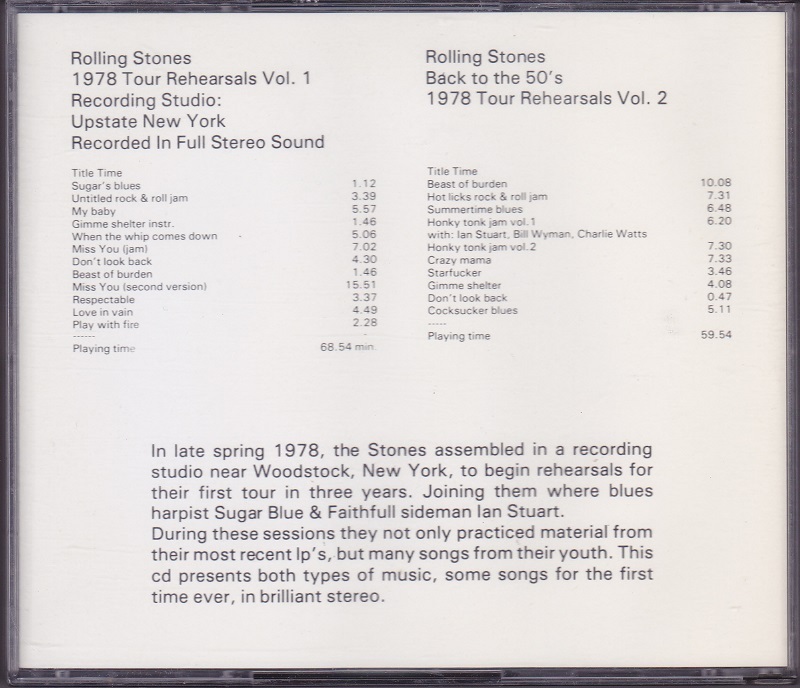 Rolling Stones
1978 Tour Rehearsals Vol. 1
Recording Studio:
Upstate New York
Recorded In Full Stereo Sound
Title Time
Sugar's blues 1.12
Untitled rock & roll jam 3.39
My baby 5.57
Gimme shelter instr. 1.46
When the whip comes down 5.06
Miss You (jam) 7.02
Don't look back 4.30
Beast of burden 1.46
Miss You (second version) 15.51
Respectable 3.37
Love in vain 4.49
Play with fire 2.28
------
Playing time 68.54 min.
Rolling Stones
Back to the 50's
1978 Tour Rehearsals Vol. 2
Title Time
Beast of burden 10.08
Hot licks rock & roll jam 7.31
Summertime blues 6.48
Honky tonk jam vol.1 6.20
with: Ian Stuart, Bill Wyman, Charlie Watts
Honky tonk jam vol.2 7.30
Crazy mama 7.33
Starfucker 3.46
Gimme shelter 4.08
Don't look back 0.47
Cocksucker blues 5.11
-----
Playing time 59.54
In late spring 1978, the Stones assembled in a recording
studio near Woodstock, New York, to begin rehearsals for
their first tour in three years. Joining them where blues
harpist Sugar Blue & Faithfull sideman Ian Stuart.
During these sessions they not only practiced material from
their most recent lp's, but many songs from their youth. This
cd presents both types of music, some songs for the first
time ever, in brilliant stereo.